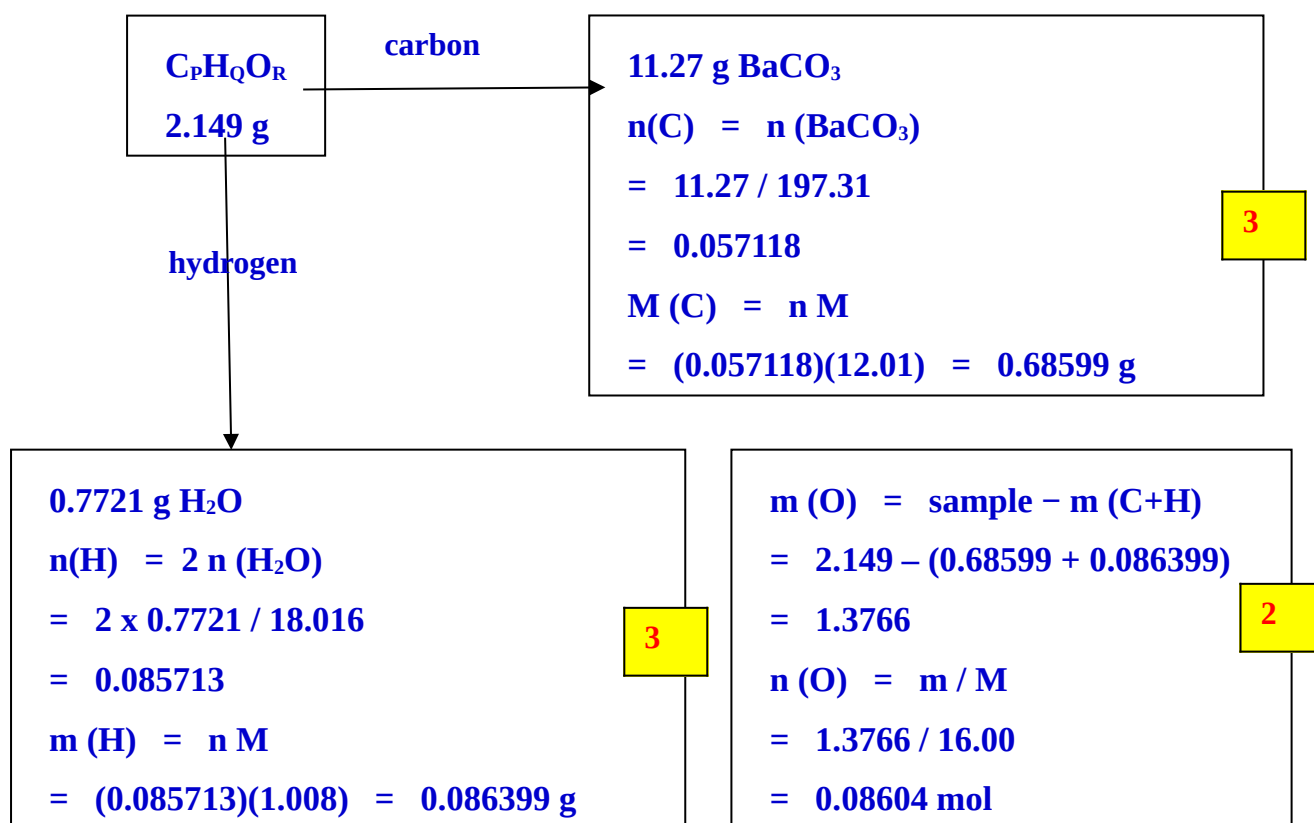 CₚH_QO_R
2.149 g
carbon
hydrogen
11.27 g BaCO₃
n(C) = n (BaCO₃)
= 11.27 / 197.31
= 0.057118
M (C) = n M
= (0.057118)(12.01) = 0.68599 g
3
0.7721 g H₂O
n(H) = 2 n (H₂O)
= 2 x 0.7721 / 18.016
= 0.085713
m (H) = n M
= (0.085713)(1.008) = 0.086399 g
3
m (O) = sample − m (C+H)
= 2.149 – (0.68599 + 0.086399)
= 1.3766
n (O) = m / M
= 1.3766 / 16.00
= 0.08604 mol
2